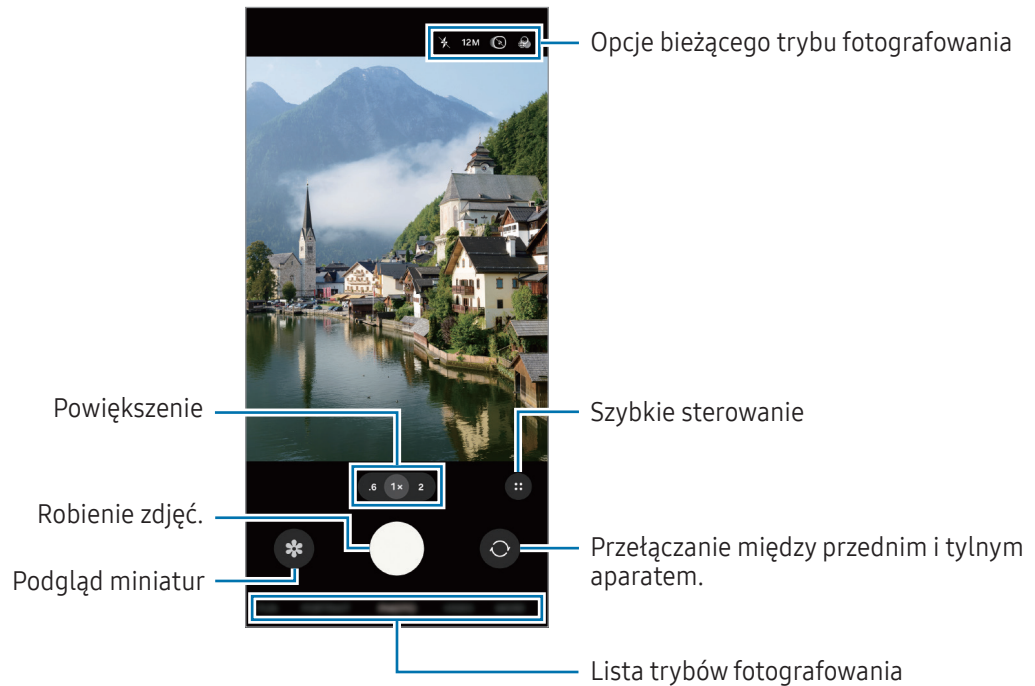 12M
Opcje bieżącego trybu fotografowania
Powiększenie
Szybkie sterowanie
.6 1× 2
Robienie zdjęć.
Przełączanie między przednim i tylnym
aparatem.
Podgląd miniatur
Lista trybów fotografowania